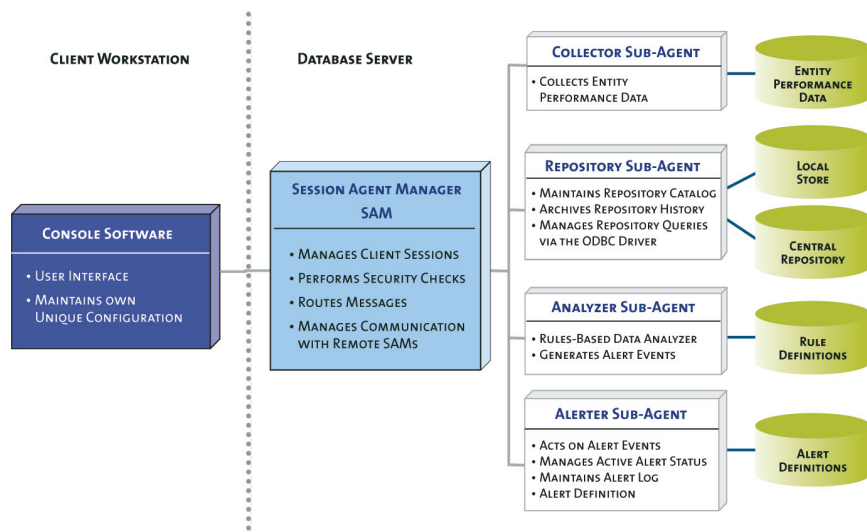 Client Workstation
Database Server
Console Software
• User Interface
• Maintains own
Unique Configuration
Session Agent Manager
SAM
• Manages Client Sessions
• Performs Security Checks
• Routes Messages
• Manages Communication
with Remote SAMs
Collector Sub-Agent
• Collects Entity
Performance Data
Entity
Performance
Data
Repository Sub-Agent
• Maintains Repository Catalog
• Archives Repository History
• Manages Repository Queries
via the ODBC Driver
Local
Store
Central
Repository
Analyzer Sub-Agent
• Rules-Based Data Analyzer
• Generates Alert Events
Rule
Definitions
Alerter Sub-Agent
• Acts on Alert Events
• Manages Active Alert Status
• Maintains Alert Log
• Alert Definition
Alert
Definitions